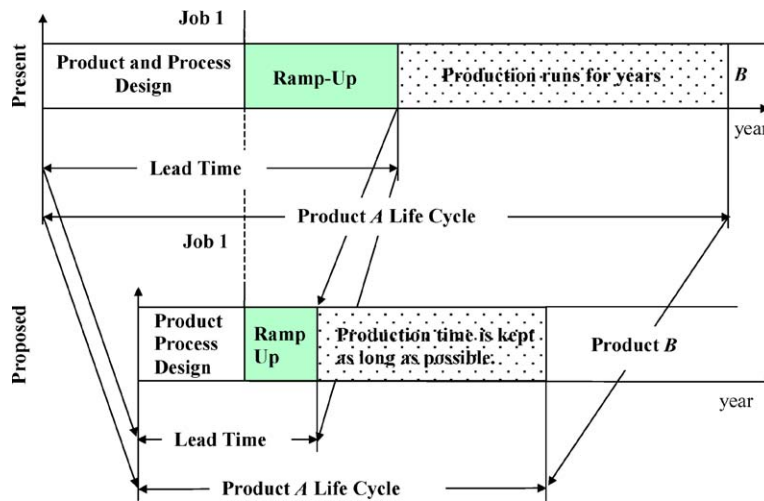 Job 1
Present
Product and Process
Design
Ramp-Up
Production runs for years
B
year
Lead Time
Product A Life Cycle
Job 1
Proposed
Product
Process
Design
Ramp
Up
Production time is kept
as long as possible.
Product B
year
Lead Time
Product A Life Cycle